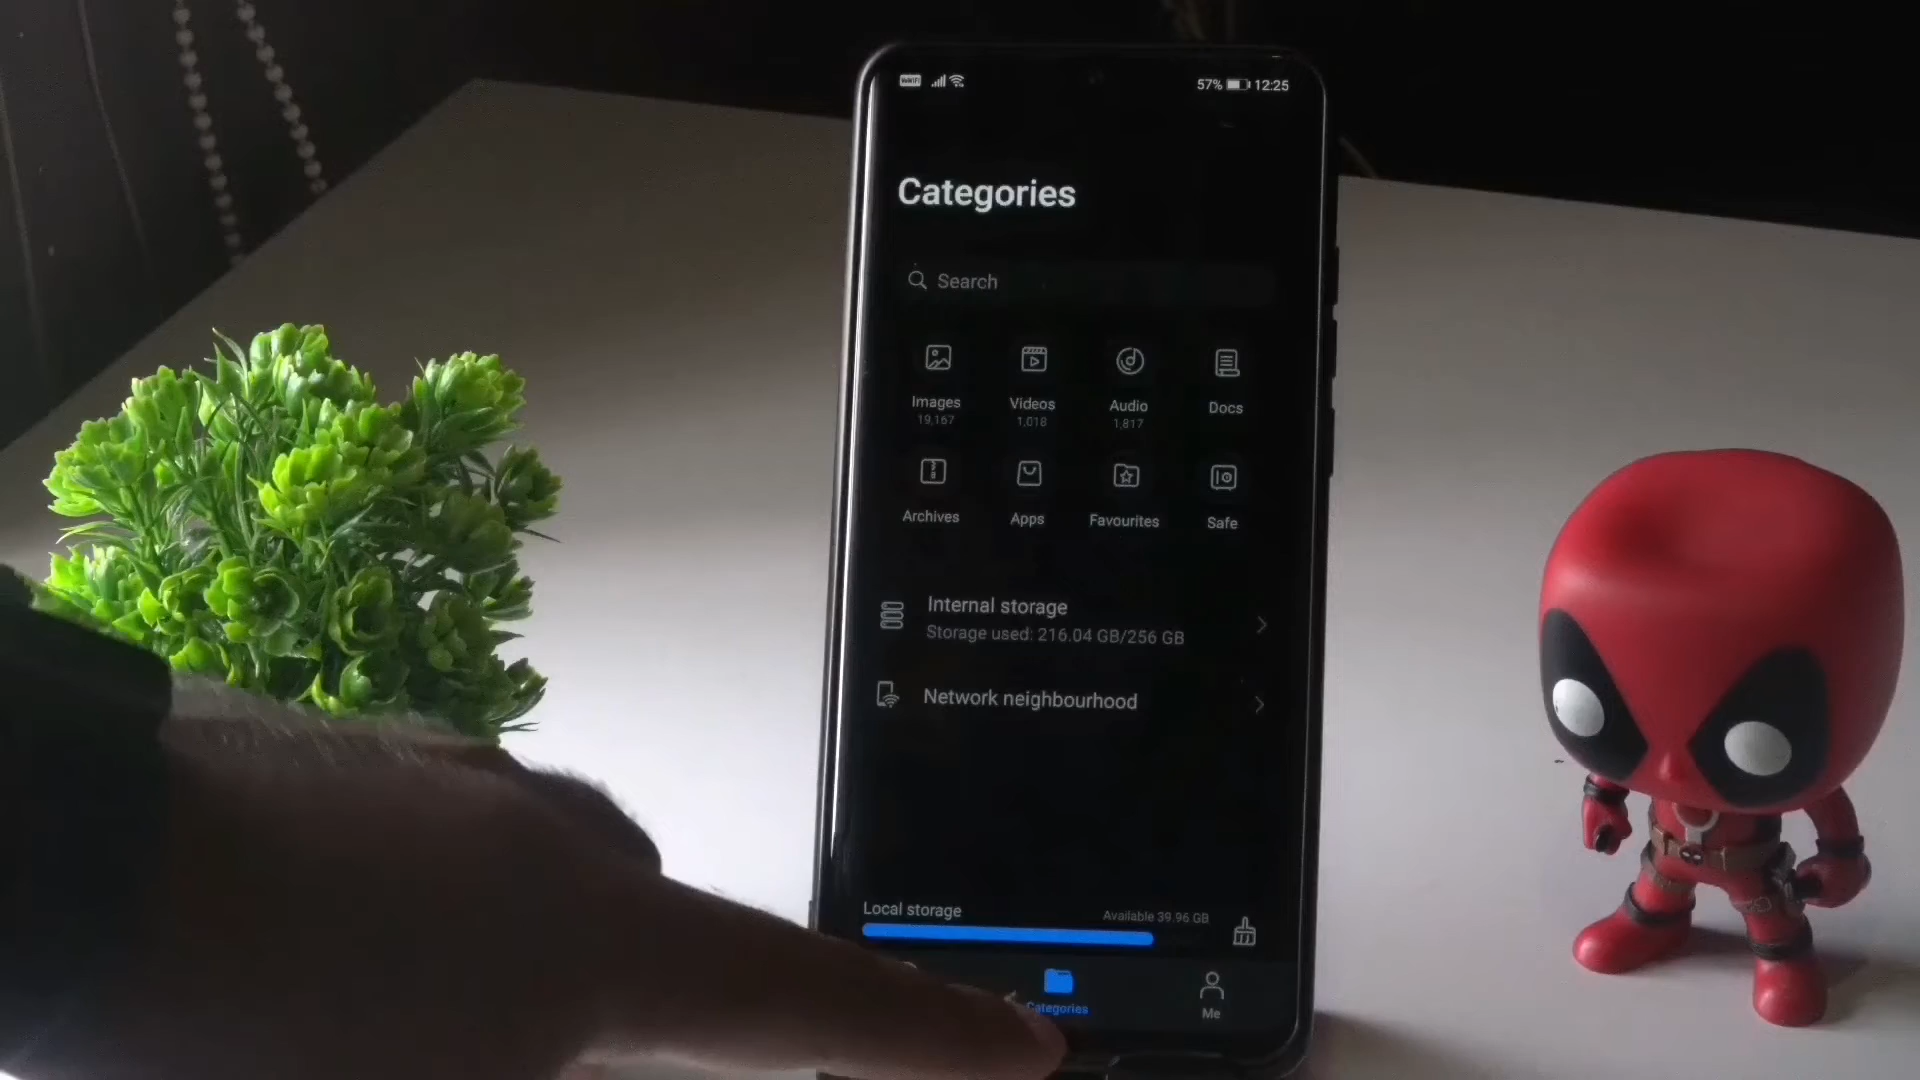 VoWiFi
57% 12:25
Categories
Search
Images Videos Audio Docs
19,167 1,018 1,817
Archives Apps Favourites Safe
Internal storage
Storage used: 216.04 GB/256 GB
Network neighbourhood
Local storage Available 39.96 GB
Categories Me